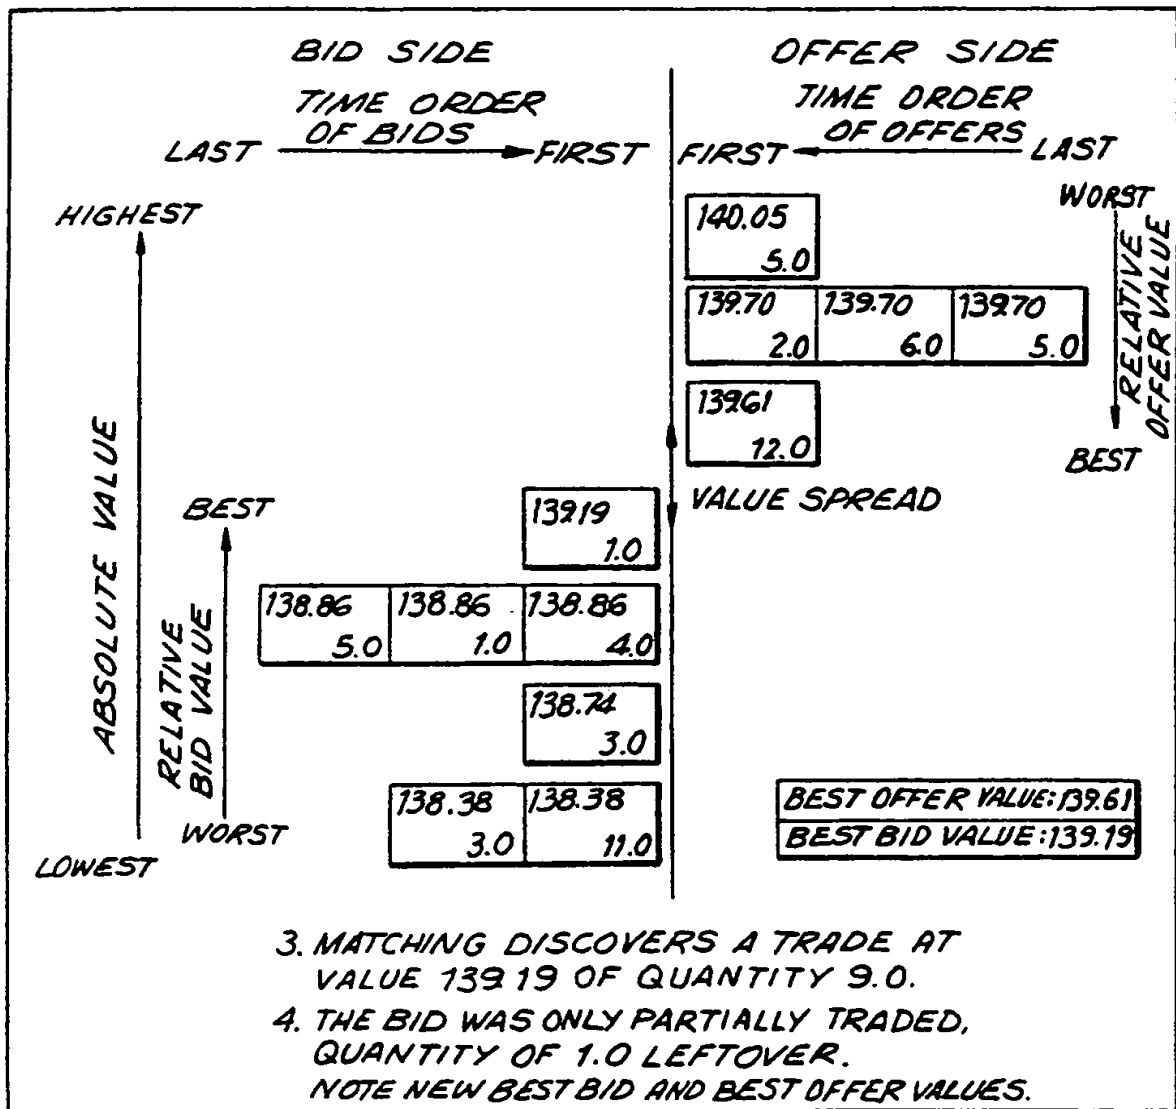 BID SIDE
TIME ORDER
OF BIDS
LAST
FIRST
OFFER SIDE
TIME ORDER
OF OFFERS
FIRST
LAST
HIGHEST
ABSOLUTE VALUE
LOWEST
BEST
RELATIVE
BID VALUE
WORST
WORST
RELATIVE
OFFER VALUE
BEST
140.05
5.0
139.70 139.70 139.70
2.0 6.0 5.0
139.61
12.0
VALUE SPREAD
139.19
1.0
138.86 138.86 138.86
5.0 1.0 4.0
138.74
3.0
138.38 138.38
3.0 11.0
BEST OFFER VALUE:139.61
BEST BID VALUE:139.19
3. MATCHING DISCOVERS A TRADE AT
VALUE 139.19 OF QUANTITY 9.0.
4. THE BID WAS ONLY PARTIALLY TRADED,
QUANTITY OF 1.0 LEFTOVER.
NOTE NEW BEST BID AND BEST OFFER VALUES.